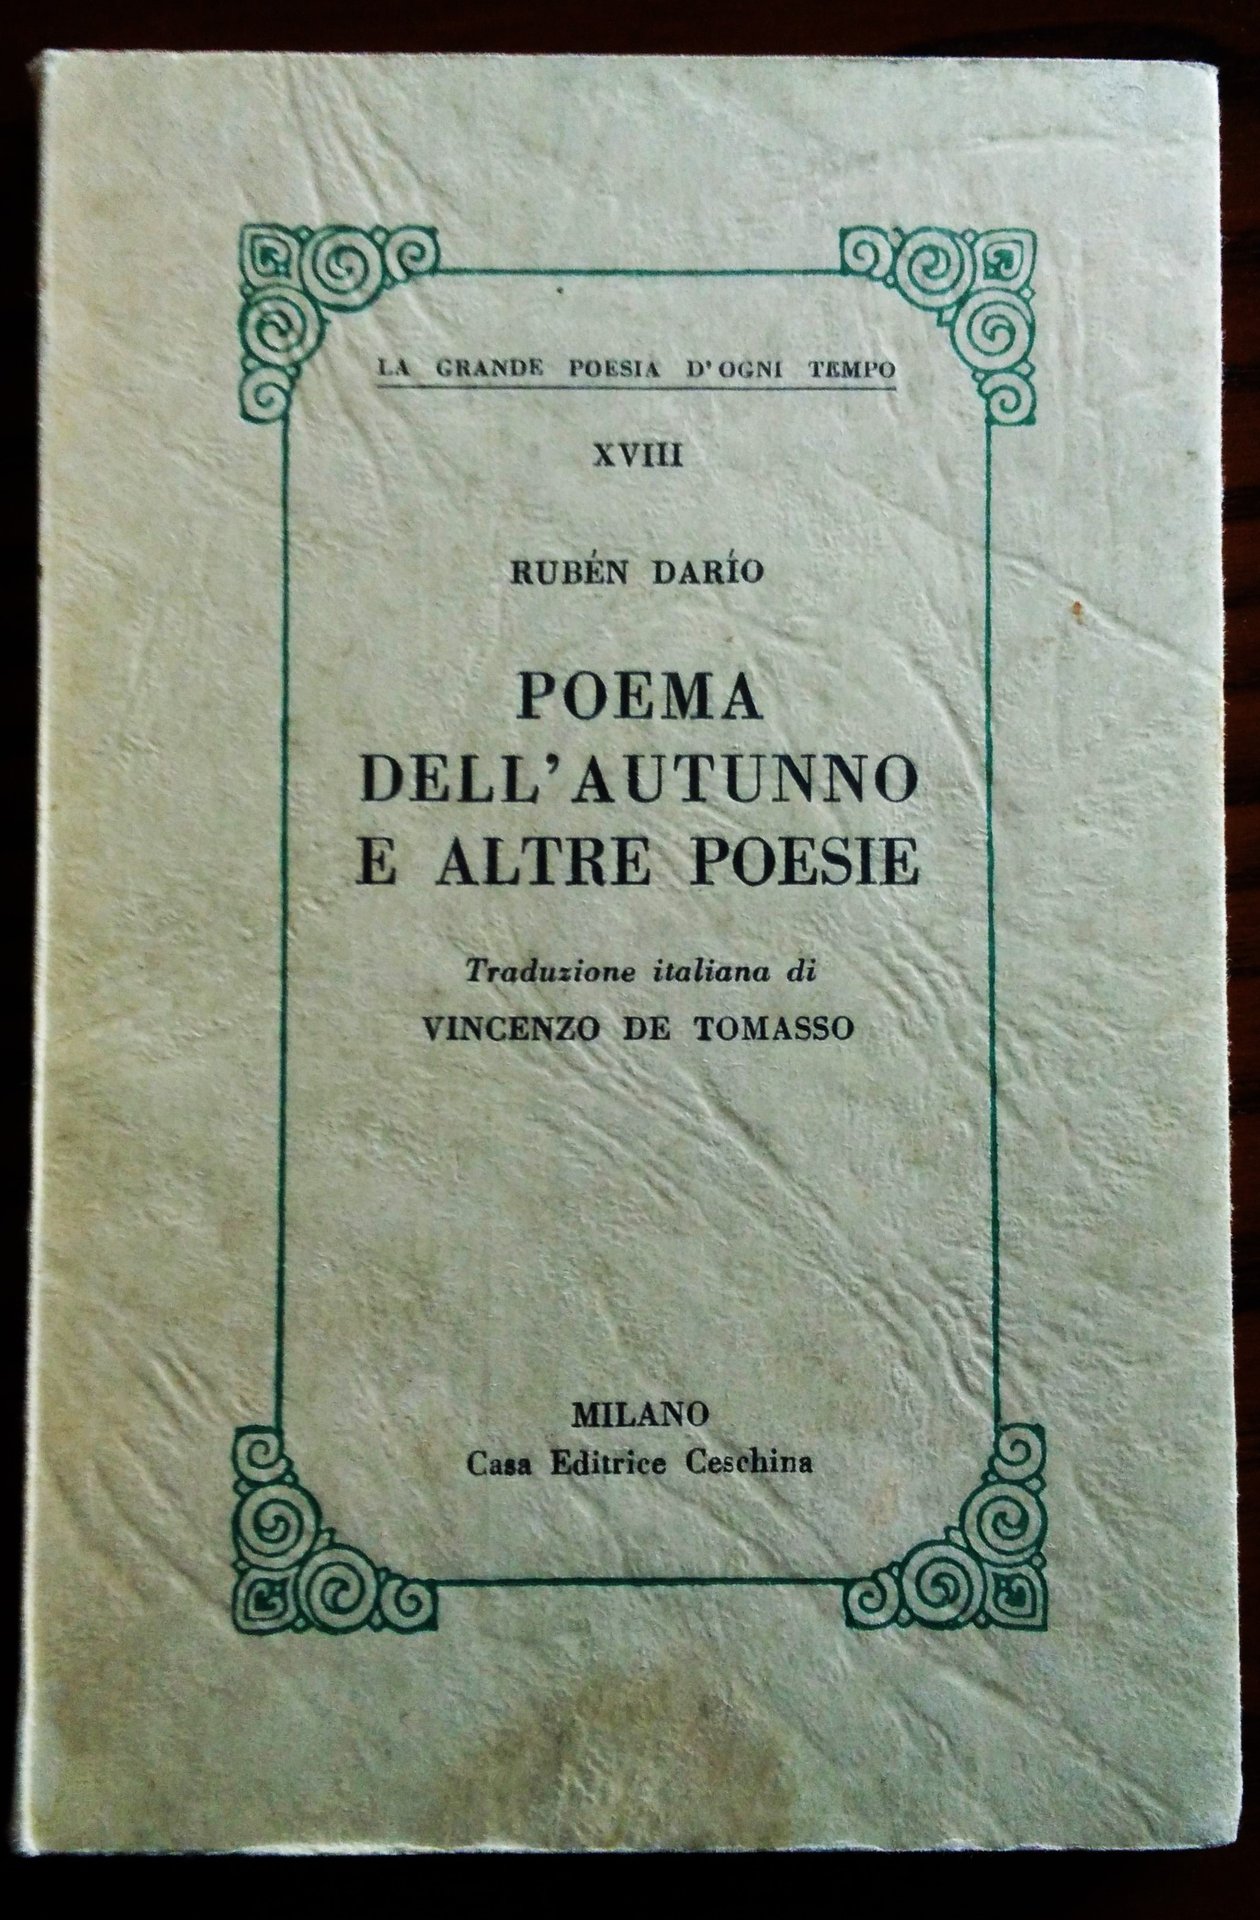 LA GRANDE POESIA D'OGNI TEMPO
XVIII
RUBÉN DARÍO
POEMA
DELL'AUTUNNO
E ALTRE POESIE
Traduzione italiana di
VINCENZO DE TOMASSO
MILANO
Casa Editrice Ceschina